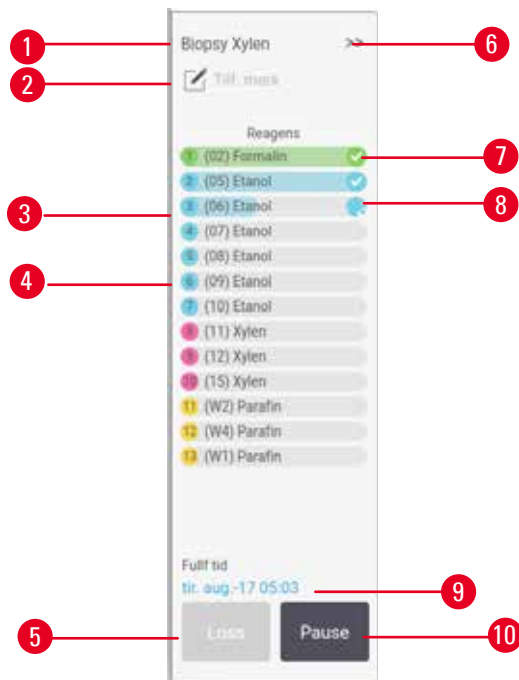 1
Biopsy Xylen >>
6
2
Tilf. merk
Reagens
1 (02) Formalin
7
2 (05) Etanol
3 (06) Etanol
8
3
4 (07) Etanol
5 (08) Etanol
4
6 (09) Etanol
7 (10) Etanol
8 (11) Xylen
9 (12) Xylen
10 (15) Xylen
11 (W2) Parafin
12 (W4) Parafin
13 (W1) Parafin
Fullf tid
tir. aug.-17 05:03
9
5
Pause
10